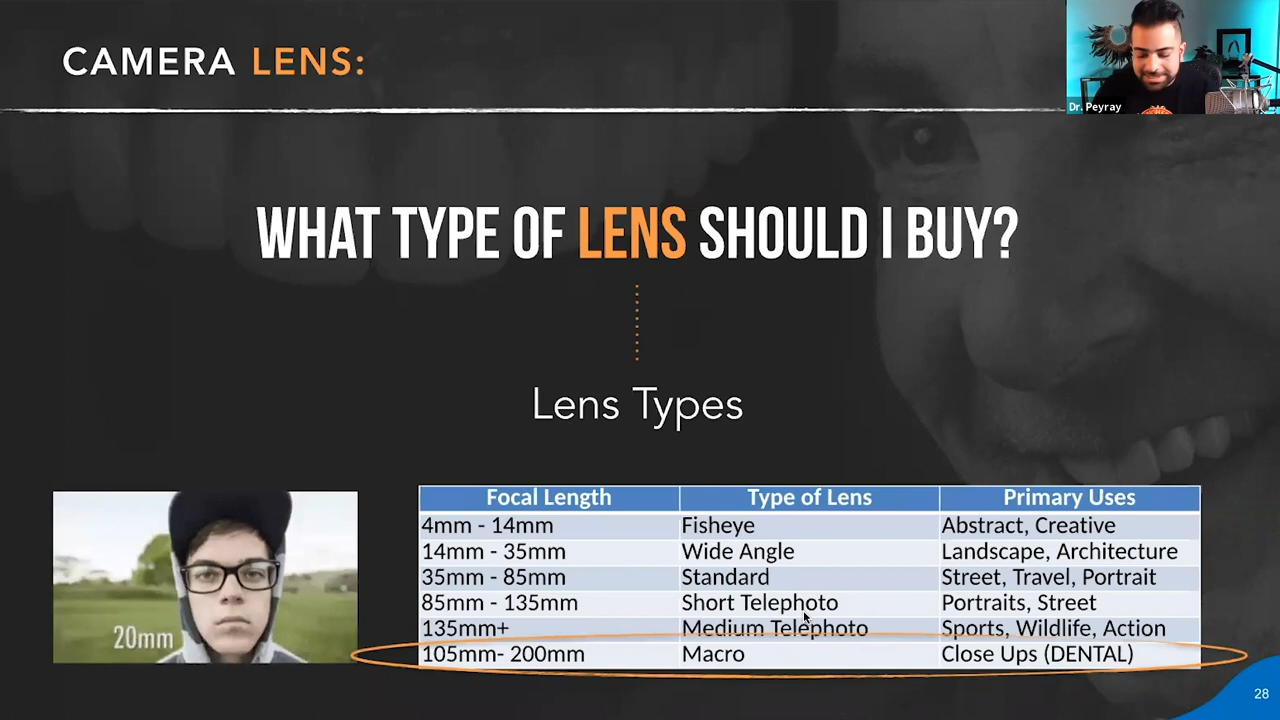 CAMERA LENS:
Dr. Peyray
WHAT TYPE OF LENS SHOULD I BUY?
Lens Types
20mm
Focal Length Type of Lens Primary Uses
4mm - 14mm Fisheye Abstract, Creative
14mm - 35mm Wide Angle Landscape, Architecture
35mm - 85mm Standard Street, Travel, Portrait
85mm - 135mm Short Telephoto Portraits, Street
135mm+ Medium Telephoto Sports, Wildlife, Action
105mm- 200mm Macro Close Ups (DENTAL)
28